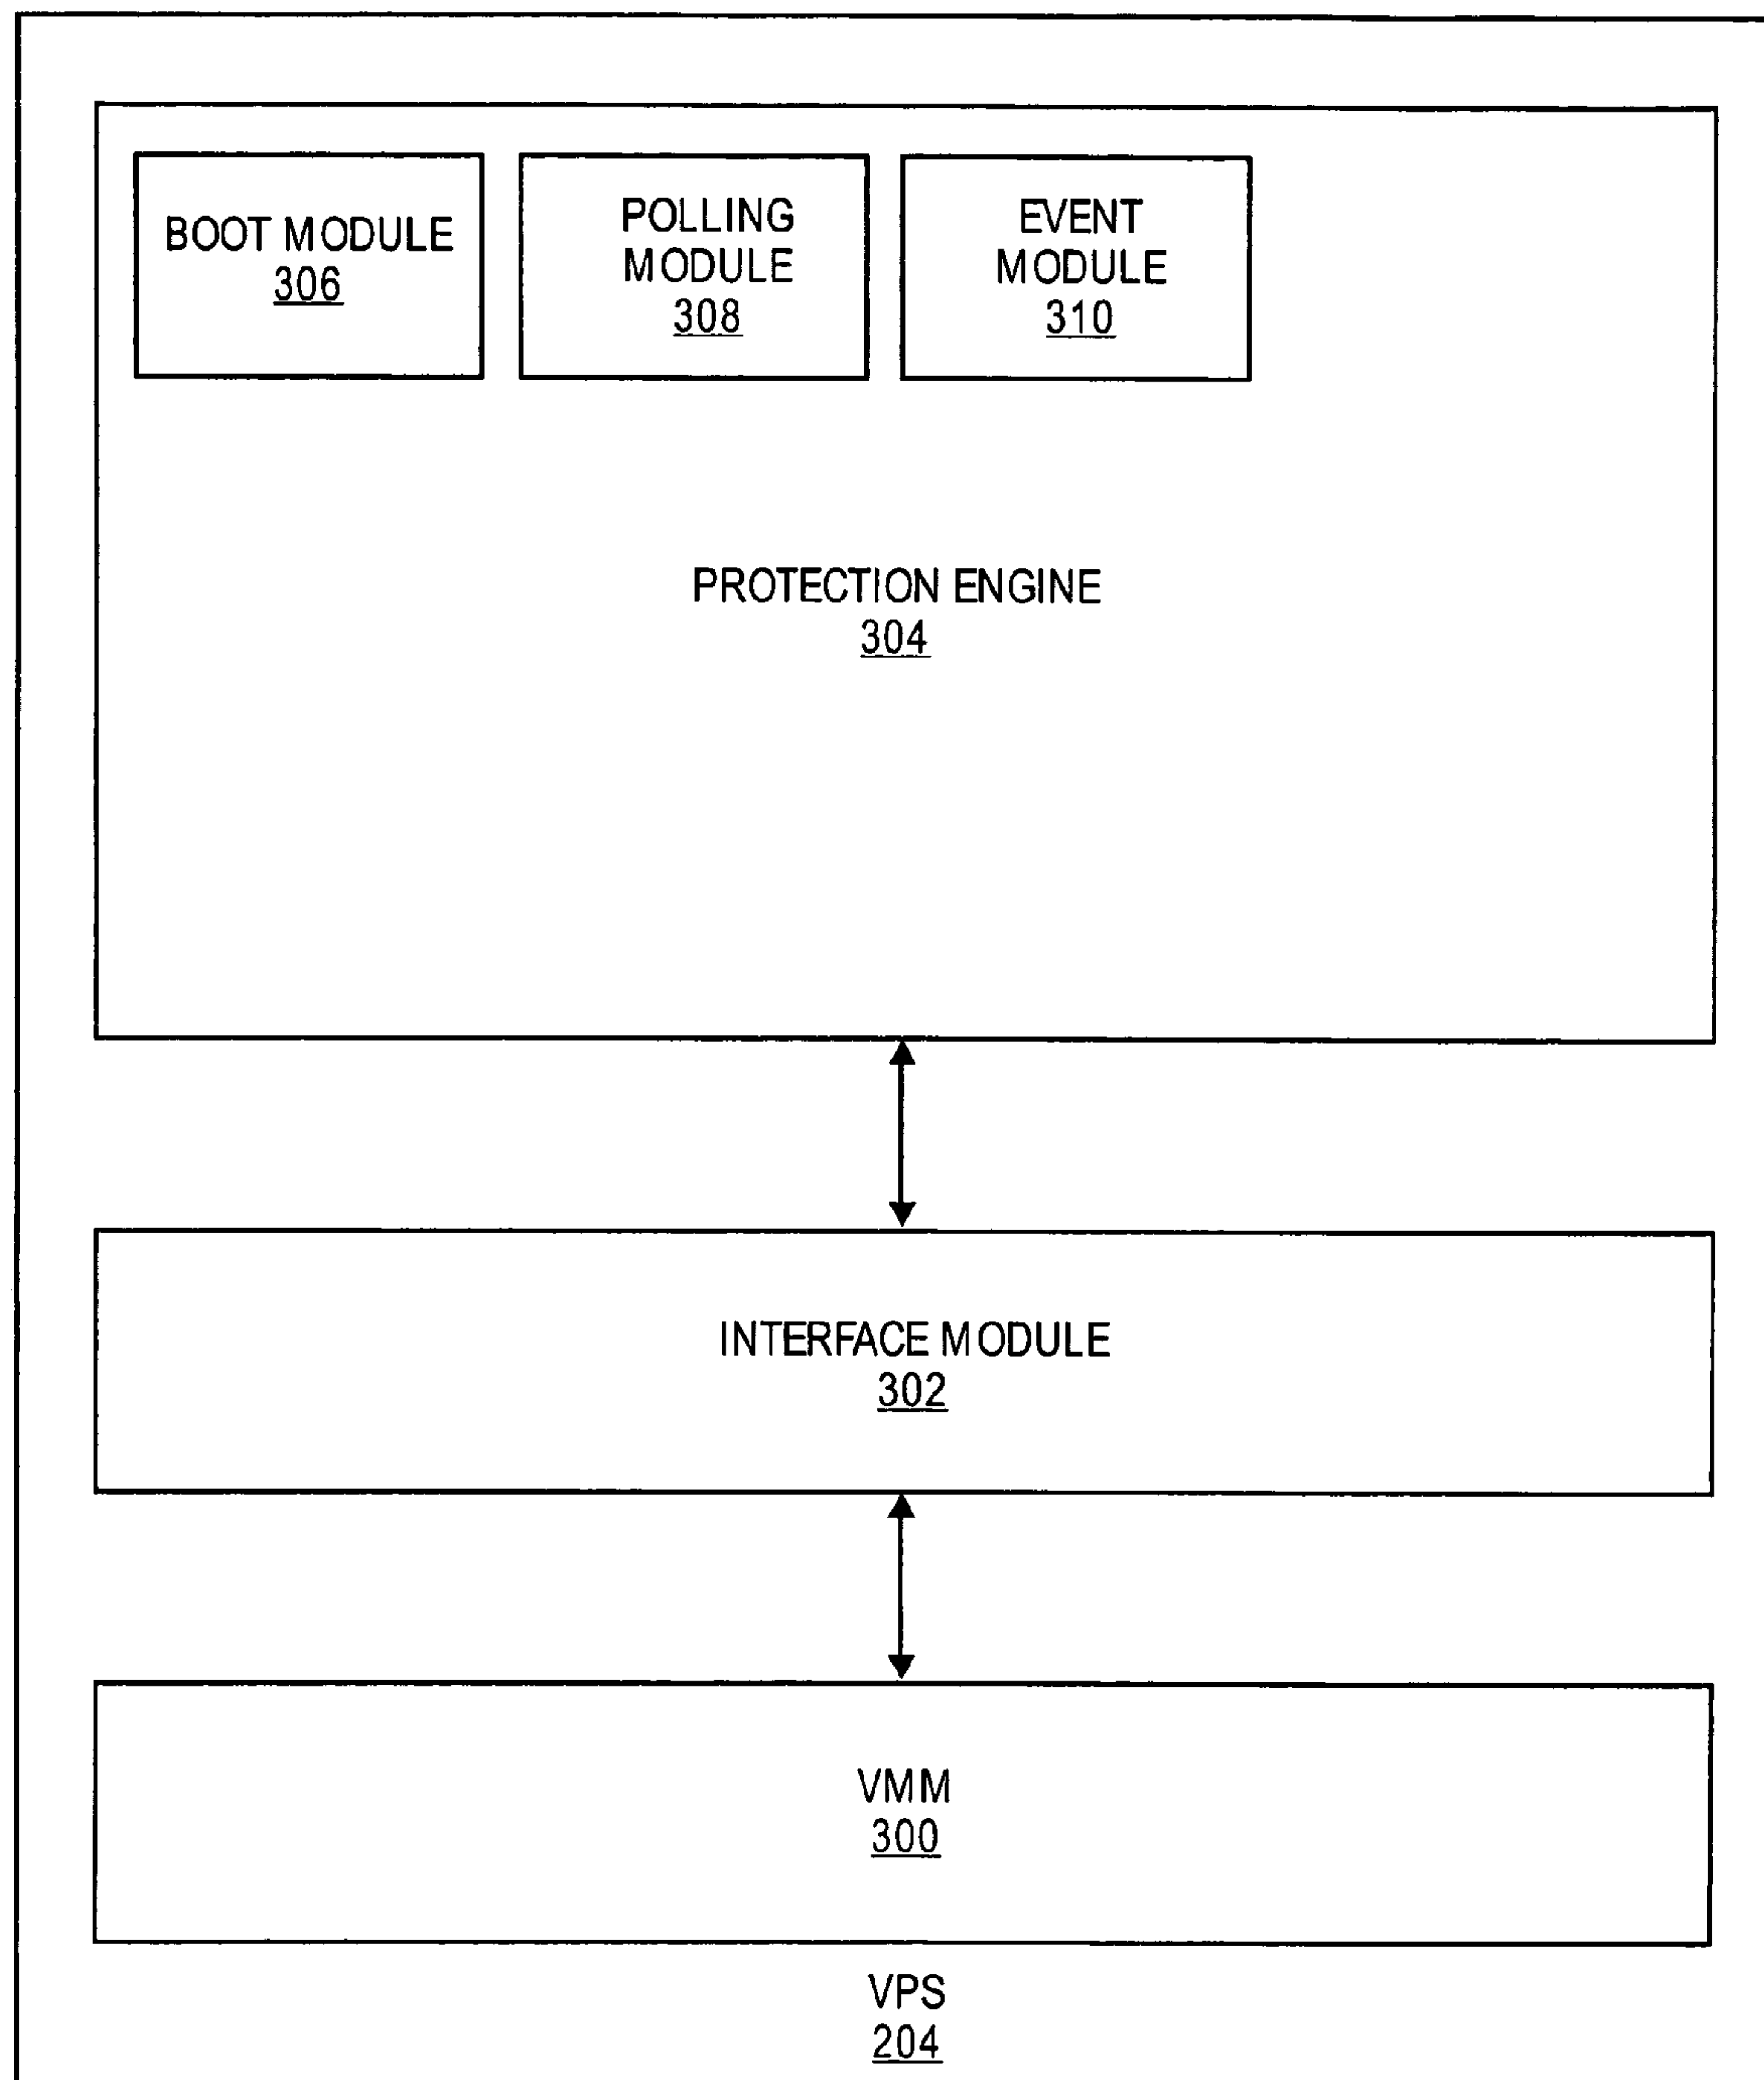 BOOT MODULE
306
POLLING
MODULE
308
EVENT
MODULE
310
PROTECTION ENGINE
304
INTERFACE MODULE
302
VMM
300
VPS
204